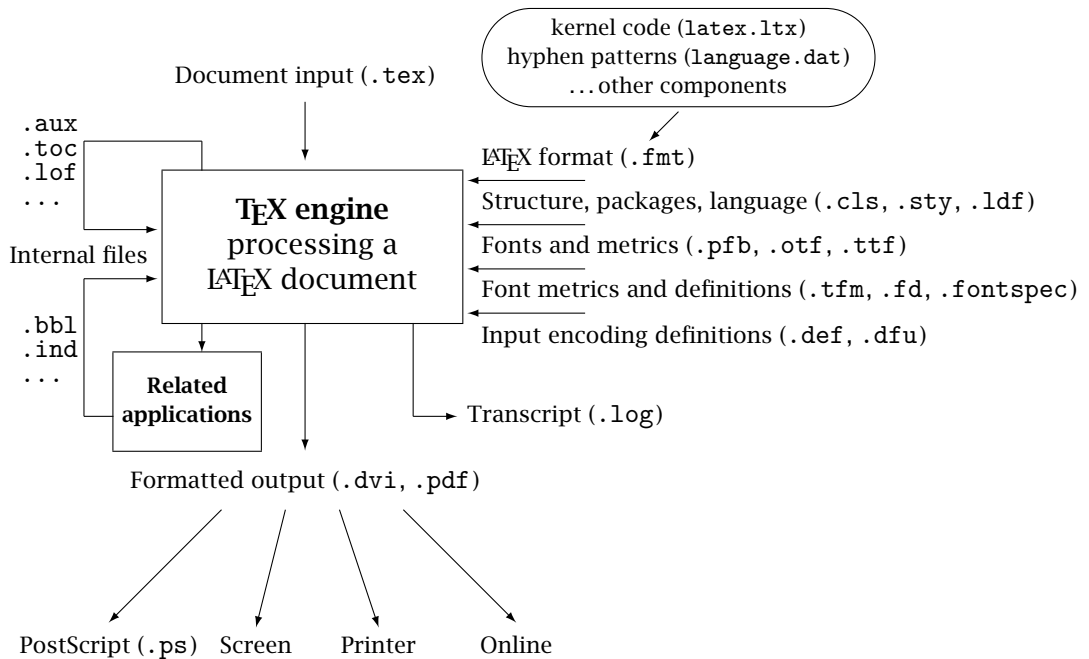 kernel code (latex.ltx)
hyphen patterns (language.dat)
...other components
Document input (.tex)
.aux
.toc
.lof
...
LATEX format (.fmt)
TEX engine
processing a
LATEX document
Structure, packages, language (.cls, .sty, .ldf)
Internal files
Fonts and metrics (.pfb, .otf, .ttf)
Font metrics and definitions (.tfm, .fd, .fontspec)
.bbl
.ind
...
Input encoding definitions (.def, .dfu)
Related
applications
Transcript (.log)
Formatted output (.dvi, .pdf)
PostScript (.ps)
Screen
Printer
Online